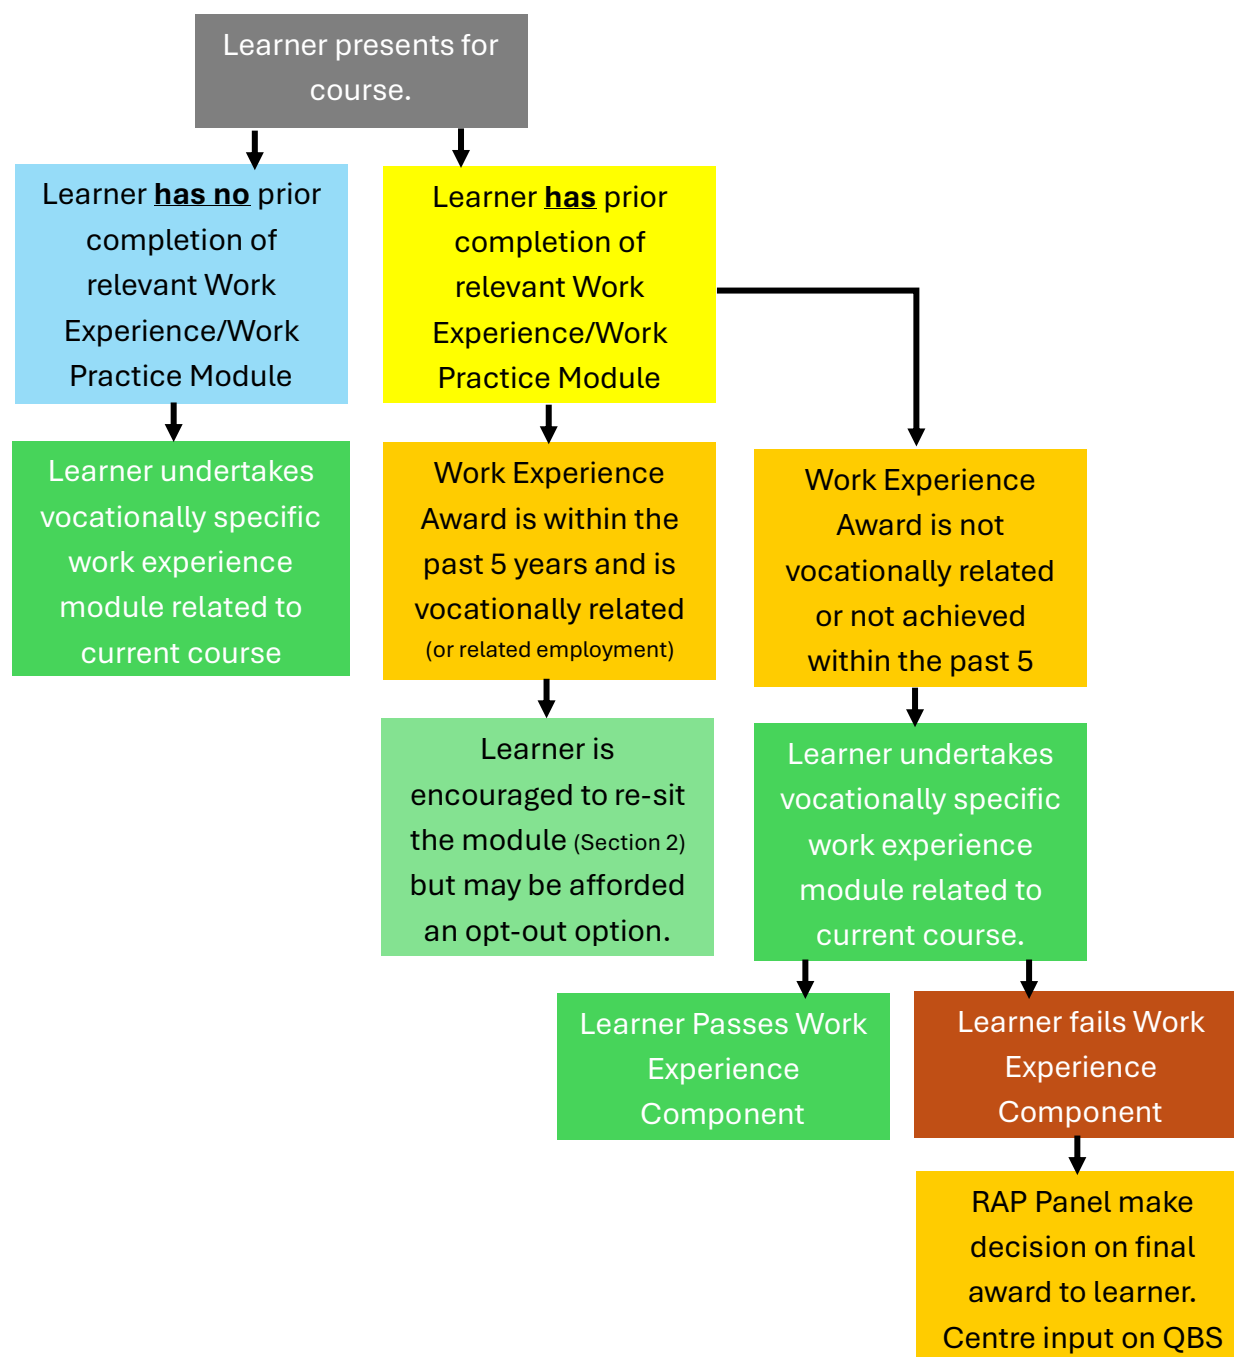 Learner presents for
course.
Learner has no prior
completion of
relevant Work
Experience/Work
Practice Module
Learner has prior
completion of
relevant Work
Experience/Work
Practice Module
Learner undertakes
vocationally specific
work experience
module related to
current course
Work Experience
Award is within the
past 5 years and is
vocationally related
(or related employment)
Work Experience
Award is not
vocationally related
or not achieved
within the past 5
Learner is
encouraged to re-sit
the module (Section 2)
but may be afforded
an opt-out option.
Learner undertakes
vocationally specific
work experience
module related to
current course.
Learner Passes Work
Experience
Component
Learner fails Work
Experience
Component
RAP Panel make
decision on final
award to learner.
Centre input on QBS